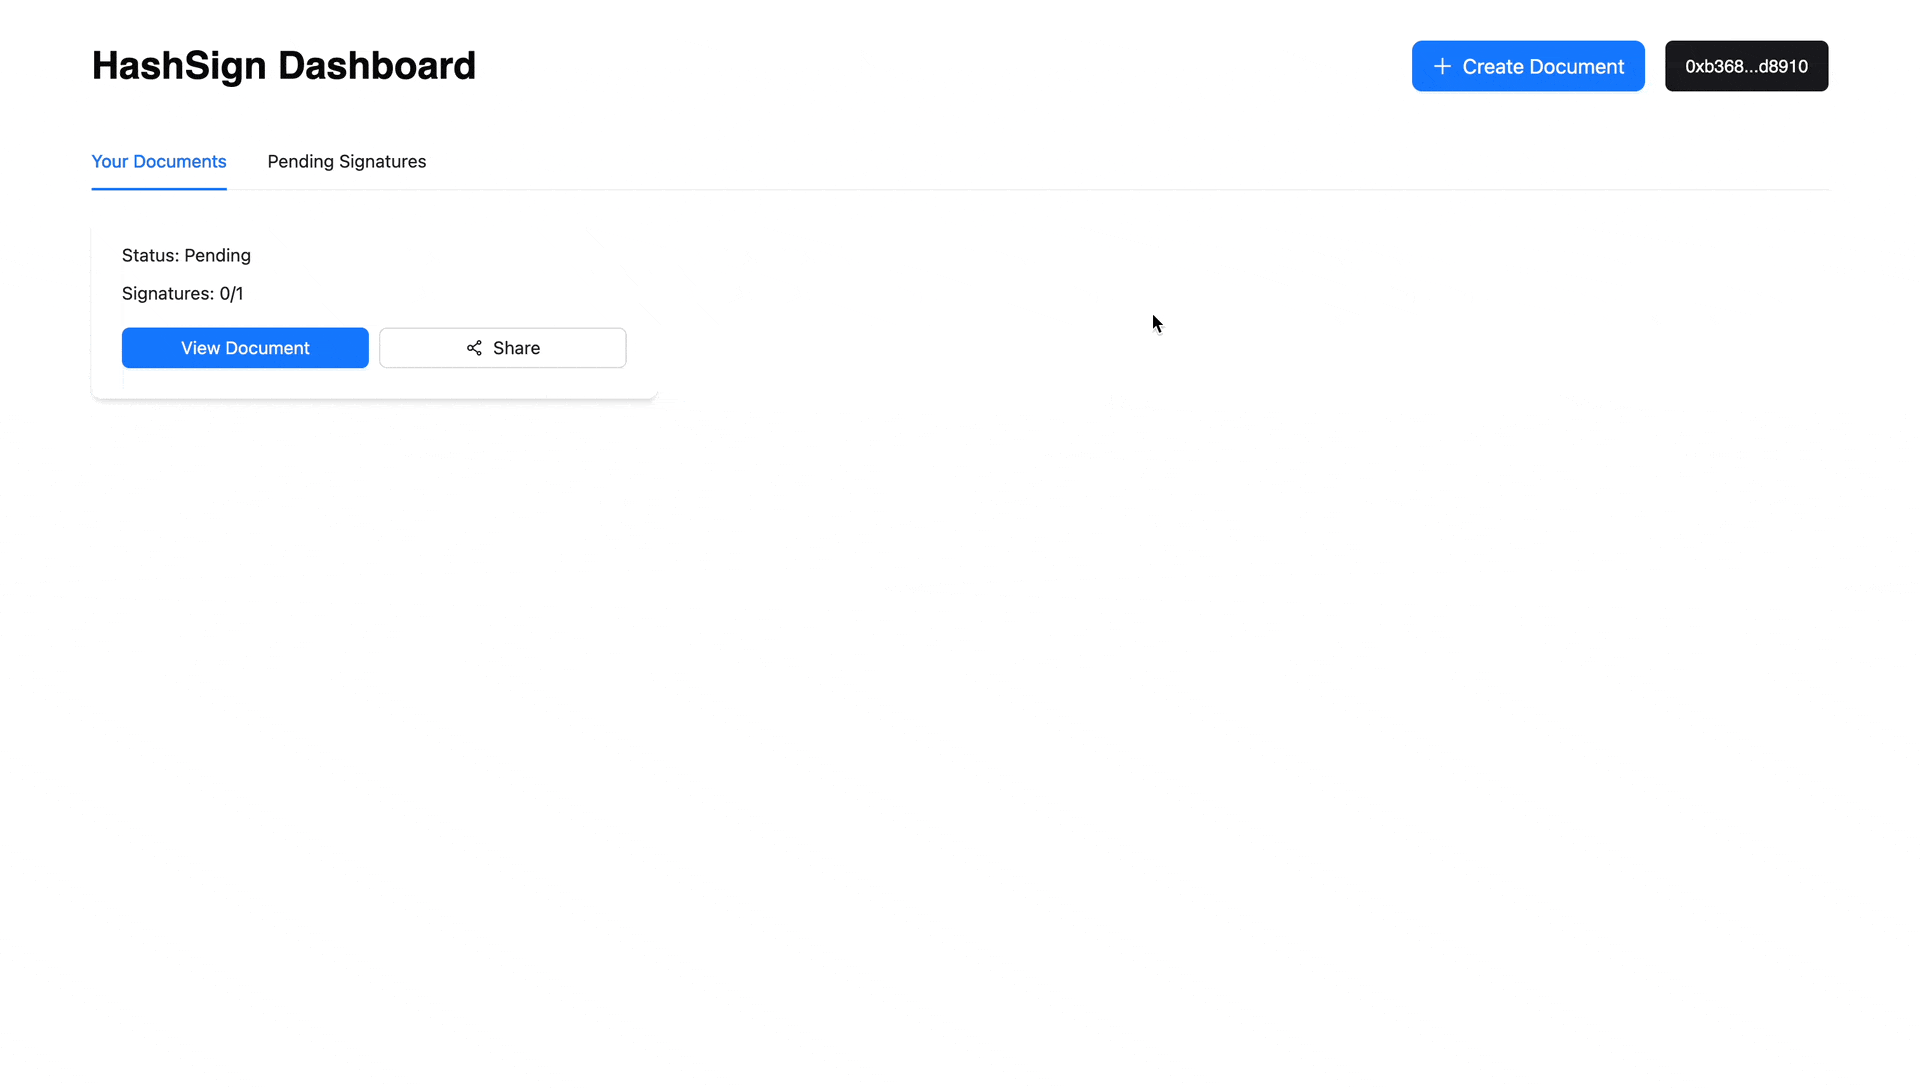 HashSign Dashboard
+ Create Document
0xb368...d8910
Your Documents
Pending Signatures
Status: Pending
Signatures: 0/1
View Document
Share